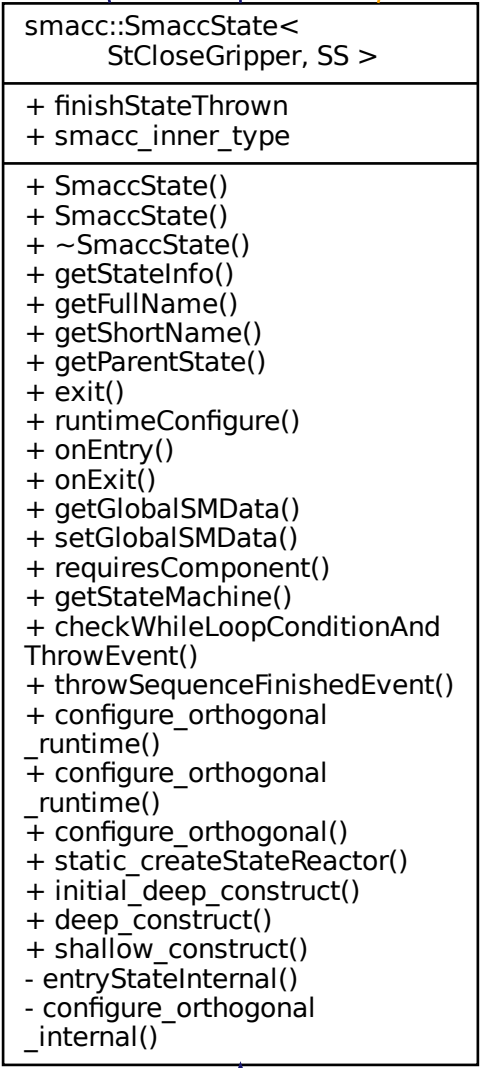 smacc::SmaccState<
StCloseGripper, SS >
+ finishStateThrown
+ smacc_inner_type
+ SmaccState()
+ SmaccState()
+ ~SmaccState()
+ getStateInfo()
+ getFullName()
+ getShortName()
+ getParentState()
+ exit()
+ runtimeConfigure()
+ onEntry()
+ onExit()
+ getGlobalSMData()
+ setGlobalSMData()
+ requiresComponent()
+ getStateMachine()
+ checkWhileLoopConditionAnd
ThrowEvent()
+ throwSequenceFinishedEvent()
+ configure_orthogonal
_runtime()
+ configure_orthogonal
_runtime()
+ configure_orthogonal()
+ static_createStateReactor()
+ initial_deep_construct()
+ deep_construct()
+ shallow_construct()
- entryStateInternal()
- configure_orthogonal
_internal()